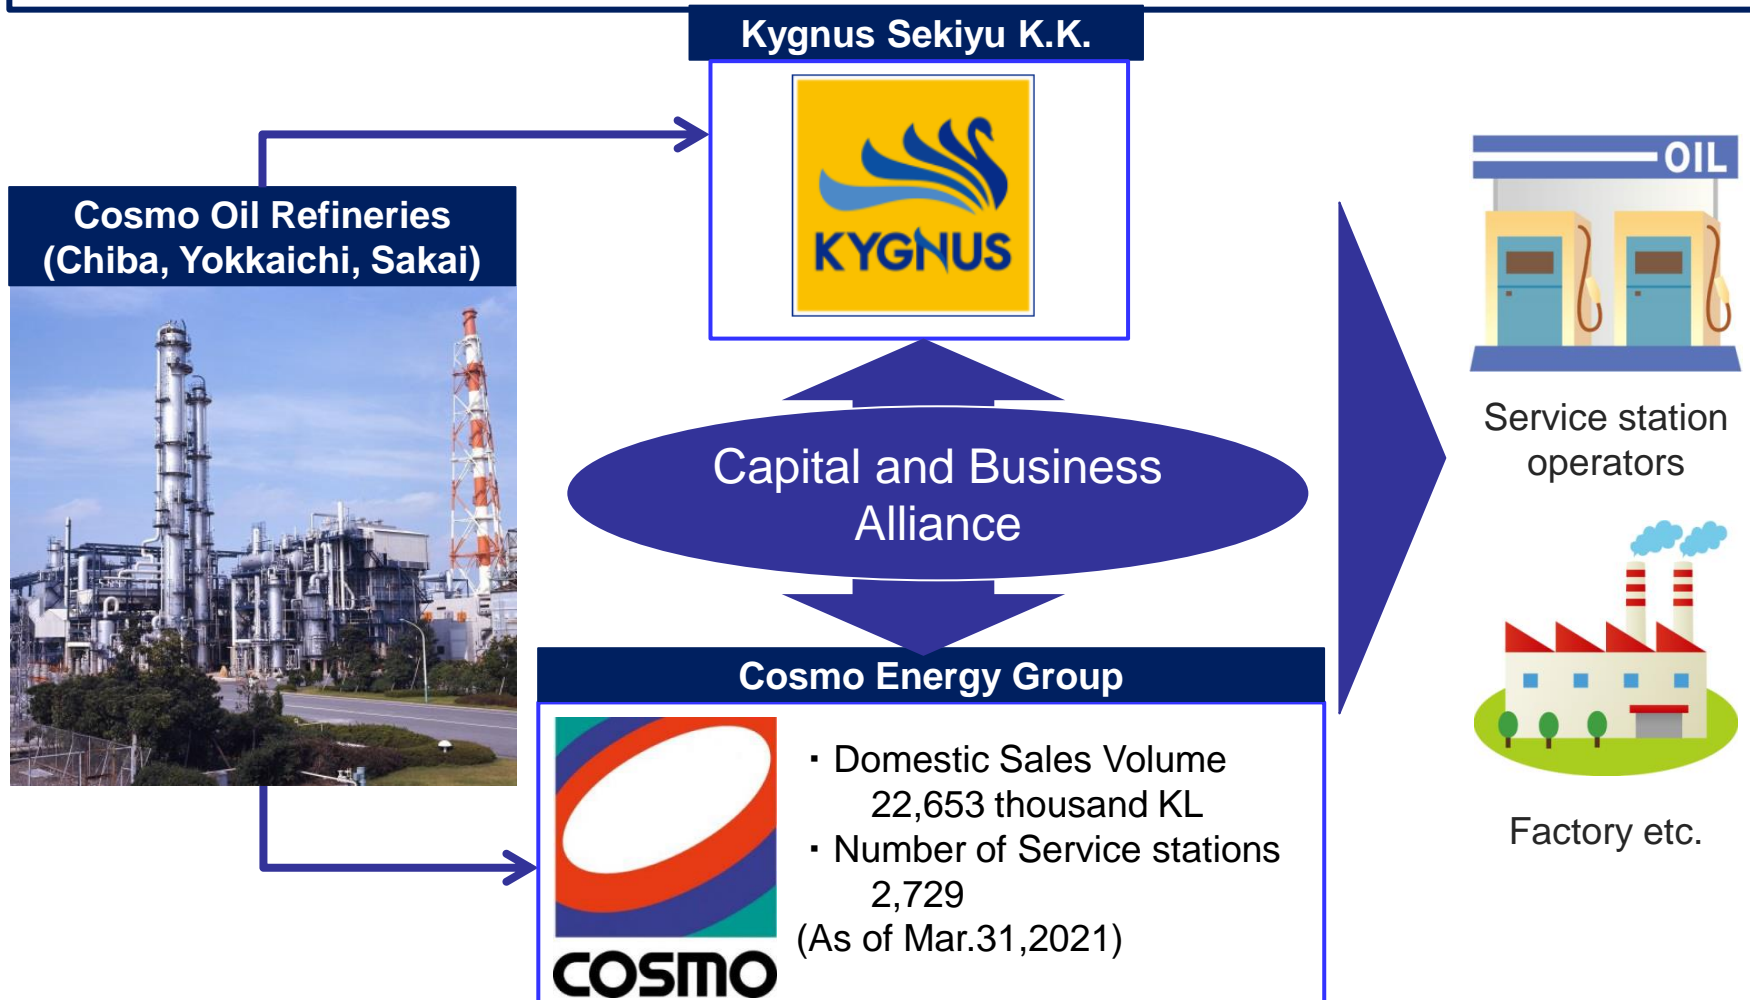 Kygnus Sekiyu K.K.
KYGNUS
OIL
Cosmo Oil Refineries
(Chiba, Yokkaichi, Sakai)
Service station
operators
Capital and Business
Alliance
Cosmo Energy Group
・Domestic Sales Volume
22,653 thousand KL
・Number of Service stations
2,729
(As of Mar.31,2021)
COSMO
Factory etc.